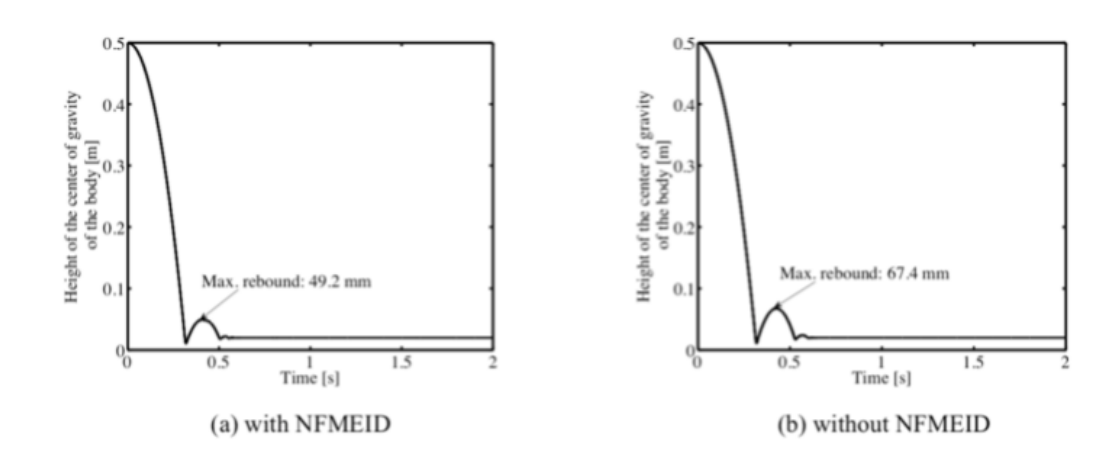 0.5
0.4
0.3
0.2
0.1
0
Height of the center of gravity
of the body [m]
Max. rebound: 49.2 mm
0
0.5
1
1.5
2
Time [s]
(a) with NFMEID
0.5
0.4
0.3
0.2
0.1
0
Height of the center of gravity
of the body [m]
Max. rebound: 67.4 mm
0
0.5
1
1.5
2
Time [s]
(b) without NFMEID